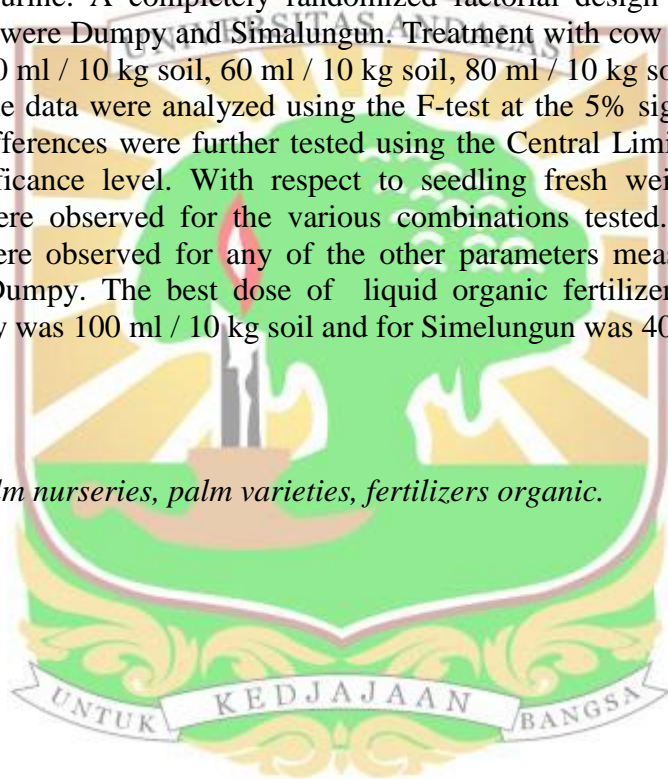 urine. A completely randomized factorial design
were Dumpy and Simalungun. Treatment with cow
0 ml / 10 kg soil, 60 ml / 10 kg soil, 80 ml / 10 kg so
e data were analyzed using the F-test at the 5% sig
fferences were further tested using the Central Limi
ficance level. With respect to seedling fresh wei
ere observed for the various combinations tested.
ere observed for any of the other parameters meas
Dumpy. The best dose of liquid organic fertilizer
y was 100 ml / 10 kg soil and for Simelungun was 40
lm nurseries, palm varieties, fertilizers organic.
UNIVERSITAS ANDALAS
UNTUK KEDJAJAAN BANGSA